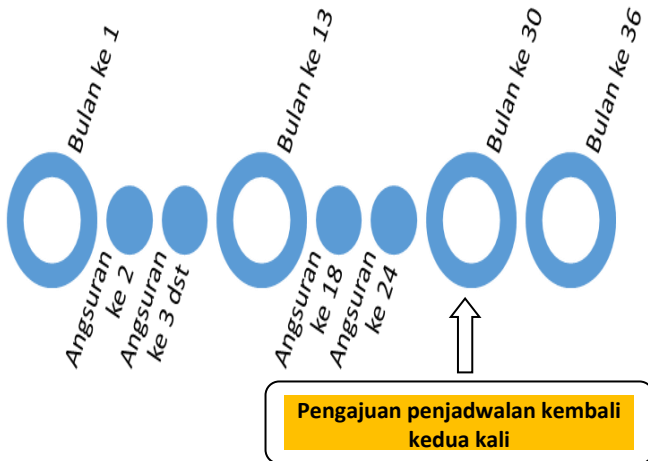 Bulan ke 1
Bulan ke 13
Bulan ke 30
Bulan ke 36
Angsuran
ke 2
Angsuran
ke 3 dst
Angsuran
ke 18
Angsuran
ke 24
Pengajuan penjadwalan kembali
kedua kali